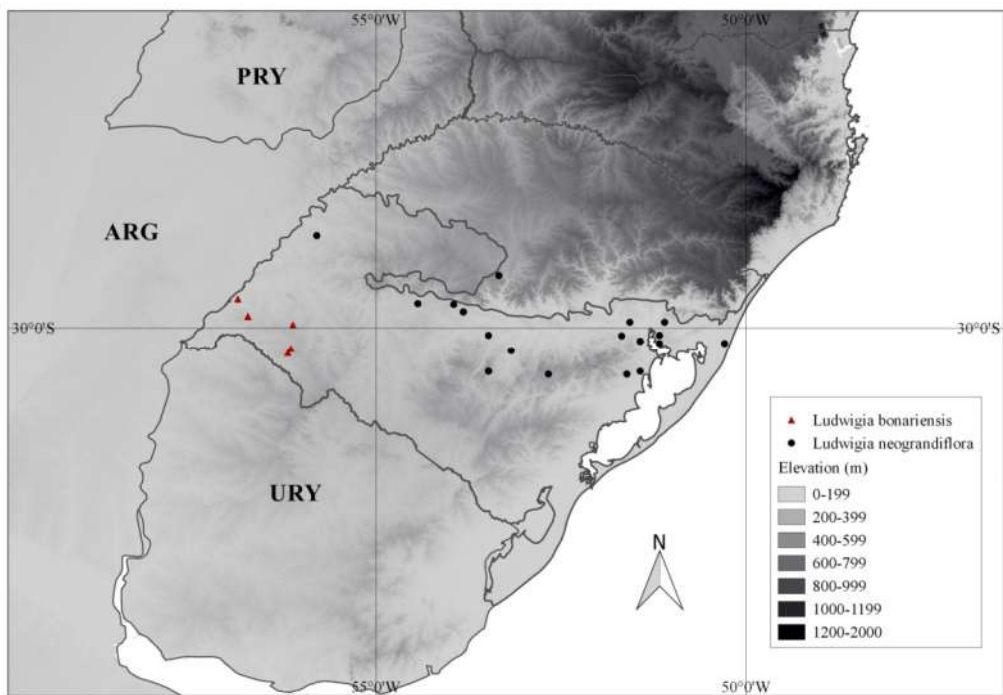 55°0'W
50°0'W
PRY
ARG
30°0'S
30°0'S
URY
N
Ludwigia bonariensis
Ludwigia neograndiflora
Elevation (m)
0-199
200-399
400-599
600-799
800-999
1000-1199
1200-2000
55°0'W
50°0'W